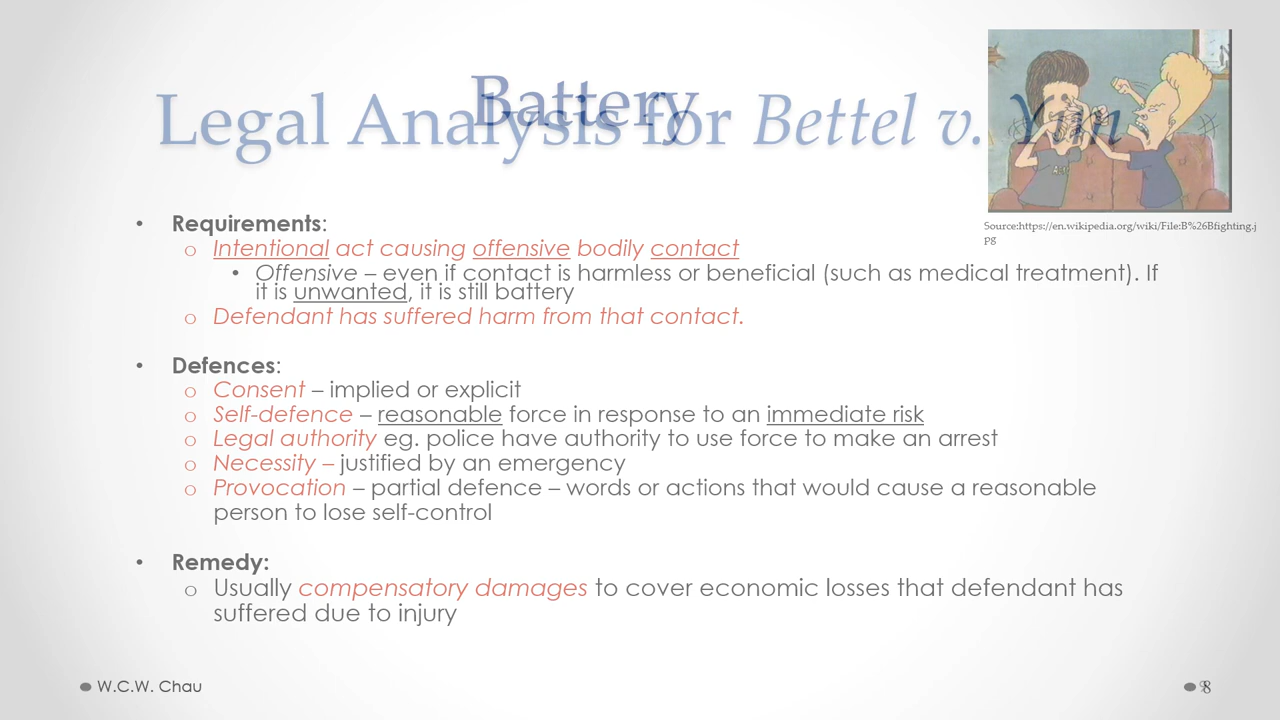 Battery
Legal Analysis for Bettel v. Yim
Source:https://en.wikipedia.org/wiki/File:B%26Bfighting.j
pg
• Requirements:
o Intentional act causing offensive bodily contact
• Offensive – even if contact is harmless or beneficial (such as medical treatment). If
it is unwanted, it is still battery
o Defendant has suffered harm from that contact.
• Defences:
o Consent – implied or explicit
o Self-defence – reasonable force in response to an immediate risk
o Legal authority eg. police have authority to use force to make an arrest
o Necessity – justified by an emergency
o Provocation – partial defence – words or actions that would cause a reasonable
person to lose self-control
• Remedy:
o Usually compensatory damages to cover economic losses that defendant has
suffered due to injury
W.C.W. Chau